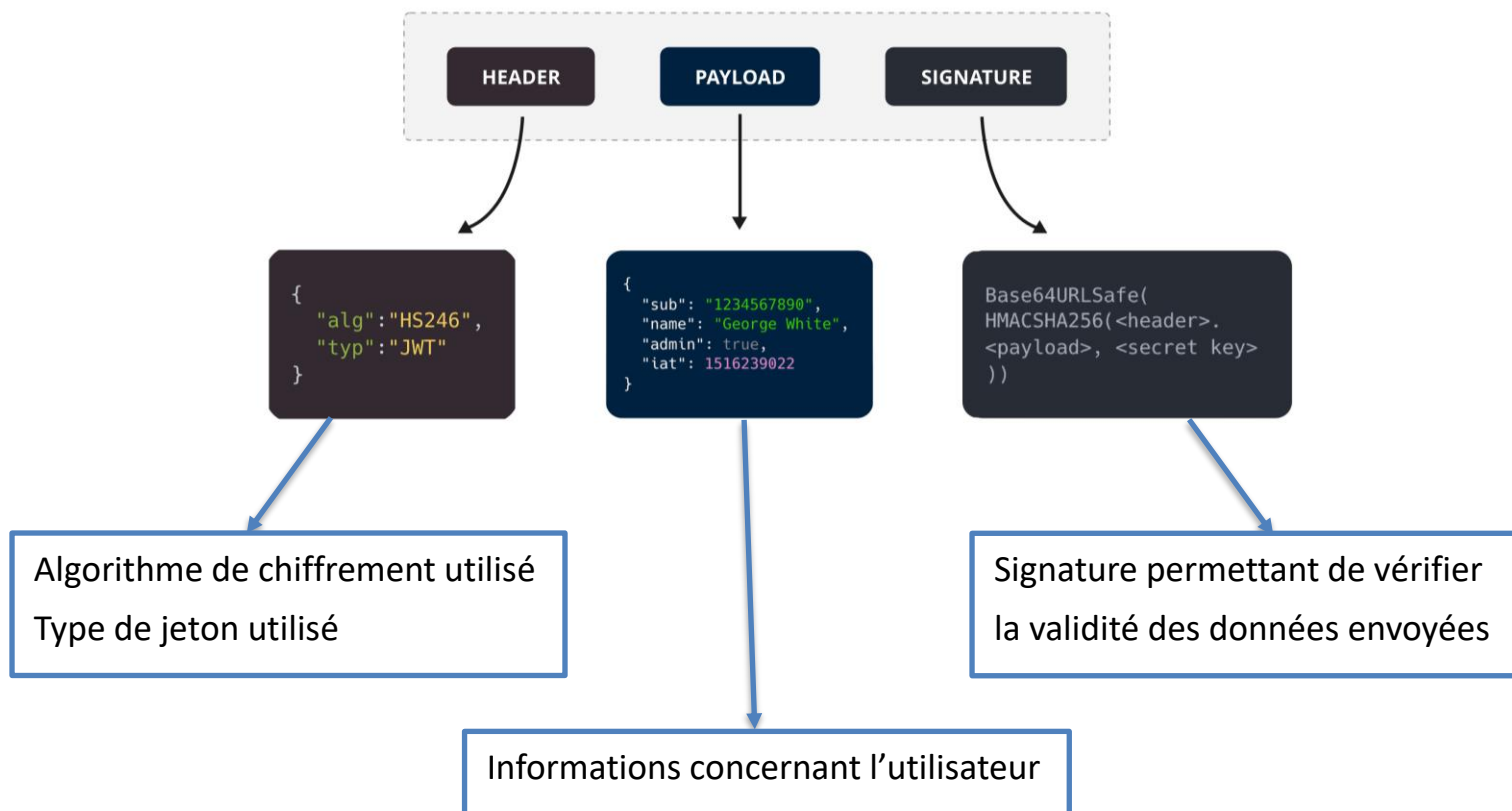 HEADER
PAYLOAD
SIGNATURE
{
"alg":"HS246",
"typ":"JWT"
}
{
"sub": "1234567890",
"name": "George White",
"admin": true,
"iat": 1516239022
}
Base64URLSafe(
HMACSHA256(<header>.
<payload>, <secret key>
))
Algorithme de chiffrement utilisé
Type de jeton utilisé
Signature permettant de vérifier
la validité des données envoyées
Informations concernant l’utilisateur